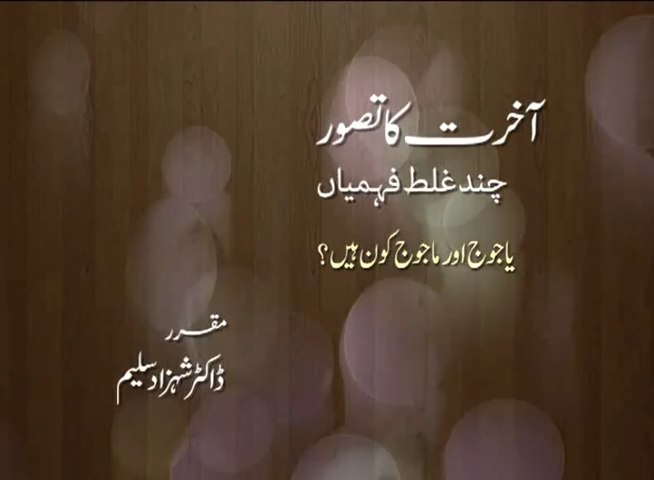 آخرت کا تصور
چند غلط فہمیاں
یاجوج اور ماجوج کون ہیں؟
مقرر
ڈاکٹر شہزاد سلیم